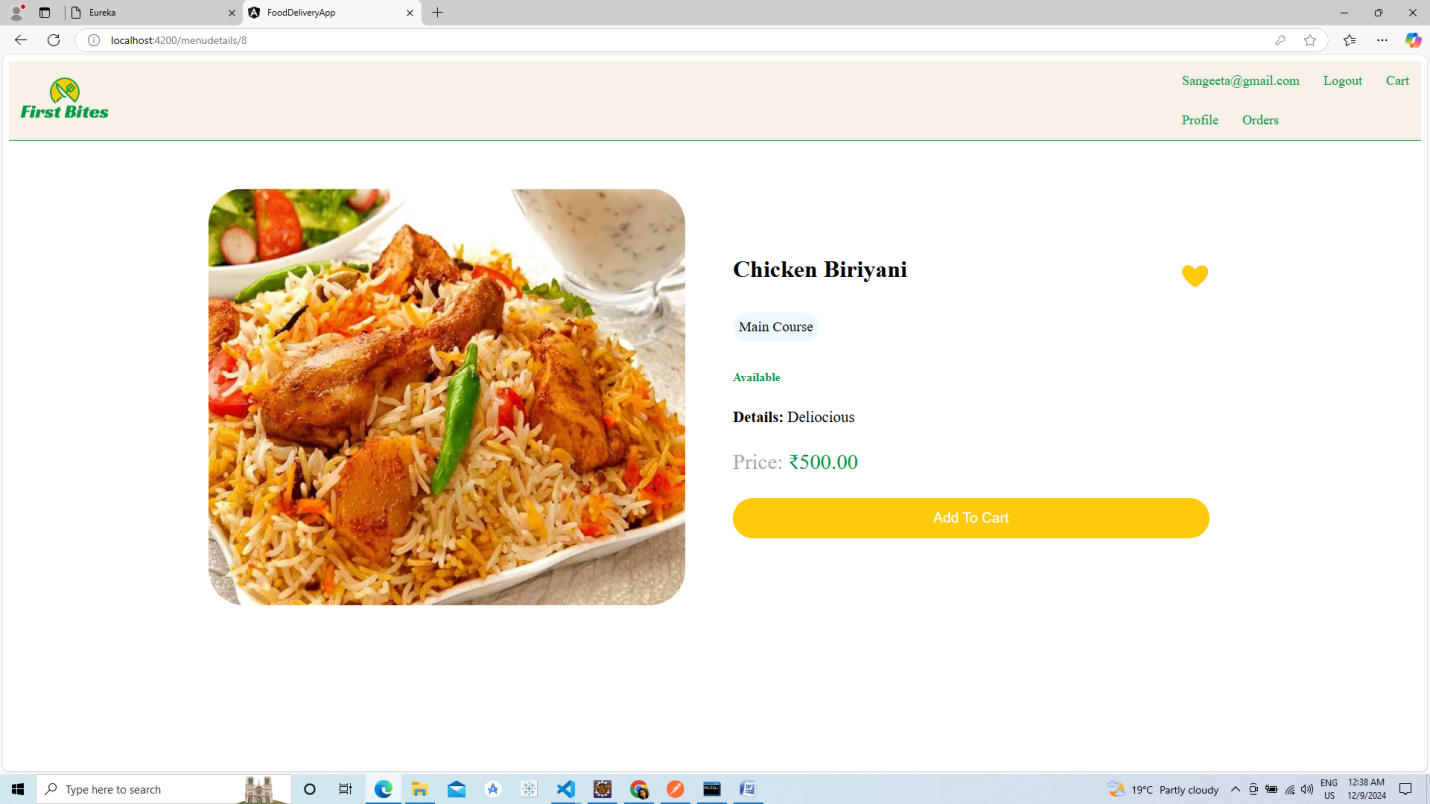 Eureka
FoodDeliveryApp
localhost:4200/menudetails/8
First Bites
Sangeeta@gmail.com Logout Cart
Profile Orders
Chicken Biriyani
Main Course
Available
Details: Deliocious
Price: ₹500.00
Add To Cart
Type here to search
19°C Partly cloudy
ENG
US
12:38 AM
12/9/2024